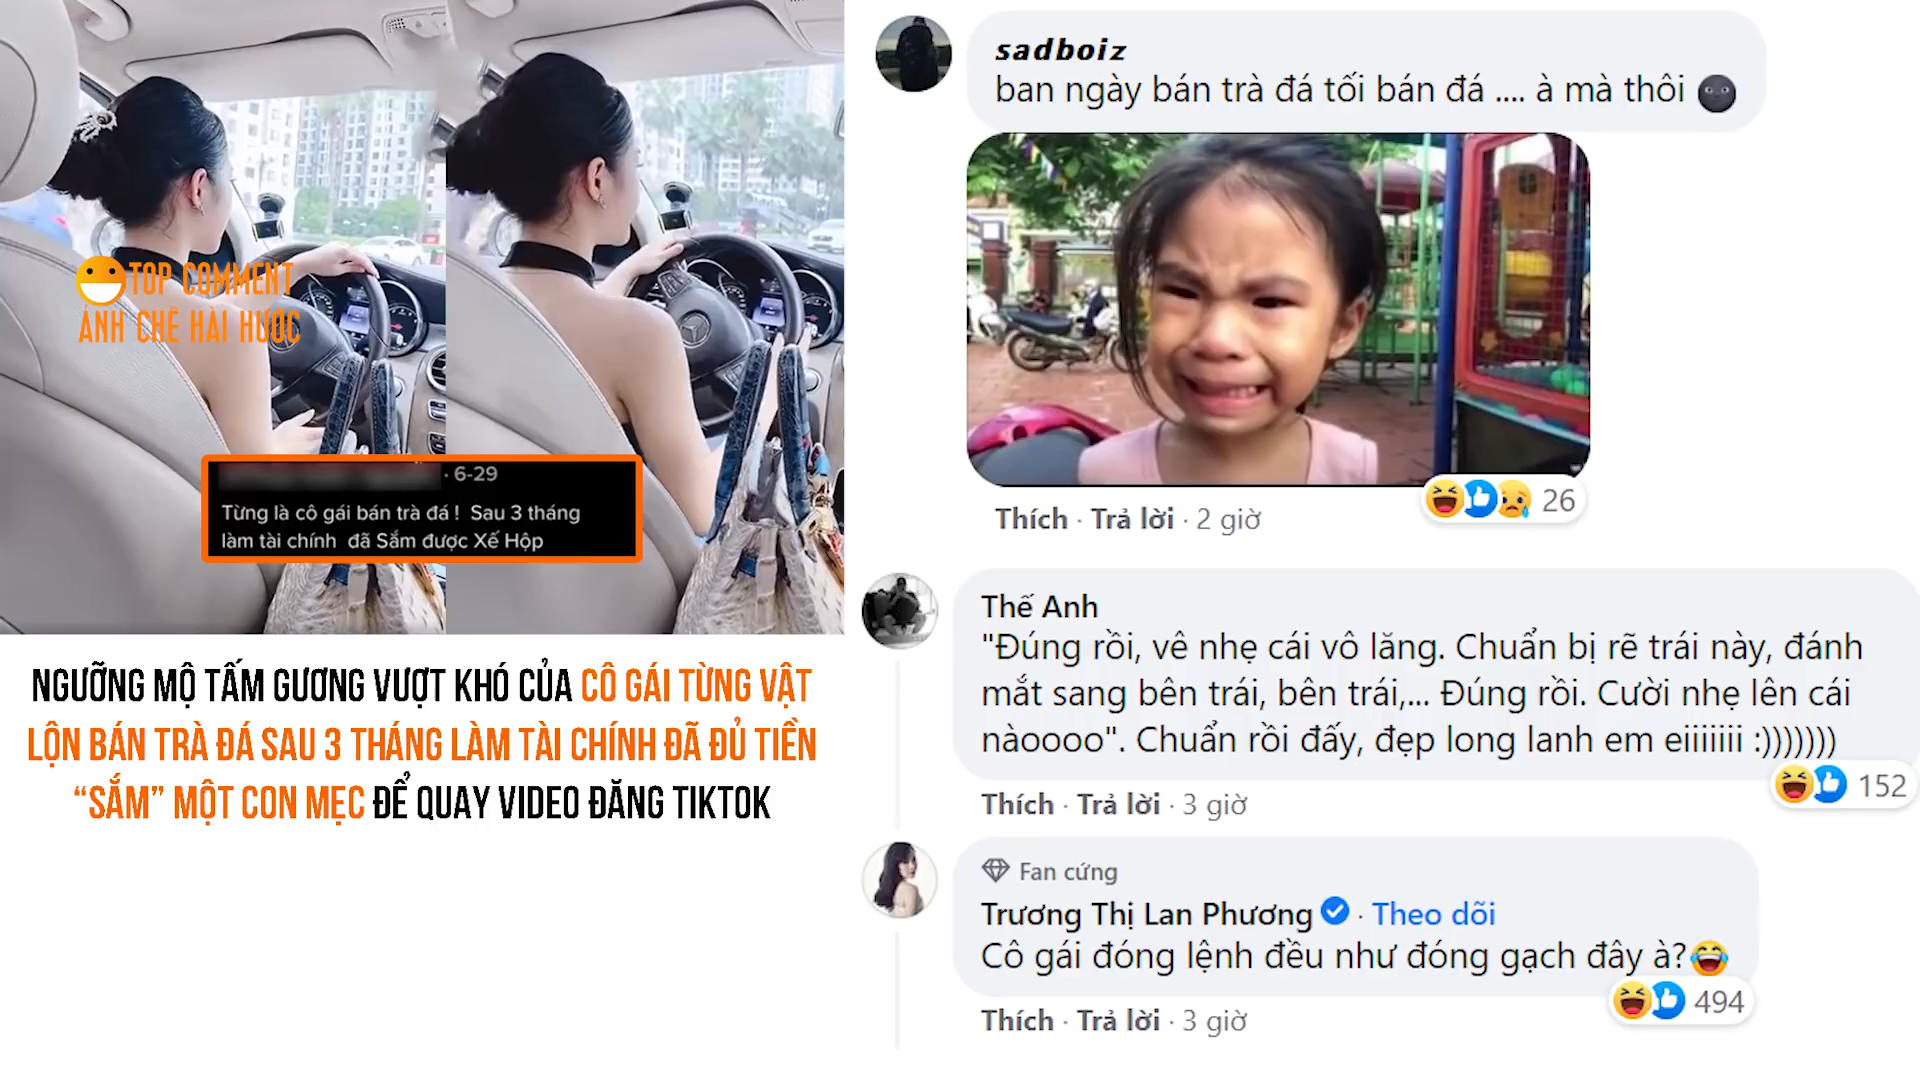 TOP COMMENT
ẢNH CHẾ HÀI HƯỚC
· 6-29
Từng là cô gái bán trà đá ! Sau 3 tháng
làm tài chính đã Sắm được Xế Hộp
NGƯỠNG MỘ TẤM GƯƠNG VƯỢT KHÓ CỦA CÔ GÁI TỪNG VẬT
LỘN BÁN TRÀ ĐÁ SAU 3 THÁNG LÀM TÀI CHÍNH ĐÃ ĐỦ TIỀN
“SẮM” MỘT CON MẸC ĐỂ QUAY VIDEO ĐĂNG TIKTOK
sadboiz
ban ngày bán trà đá tối bán đá .... à mà thôi 🌚
26
Thích · Trả lời · 2 giờ
Thế Anh
"Đúng rồi, vê nhẹ cái vô lăng. Chuẩn bị rẽ trái này, đánh
mắt sang bên trái, bên trái,... Đúng rồi. Cười nhẹ lên cái
nàoooo". Chuẩn rồi đấy, đẹp long lanh em eiiiiiii :)))))))
152
Thích · Trả lời · 3 giờ
Fan cứng
Trương Thị Lan Phương · Theo dõi
Cô gái đóng lệnh đều như đóng gạch đây à?😂
494
Thích · Trả lời · 3 giờ